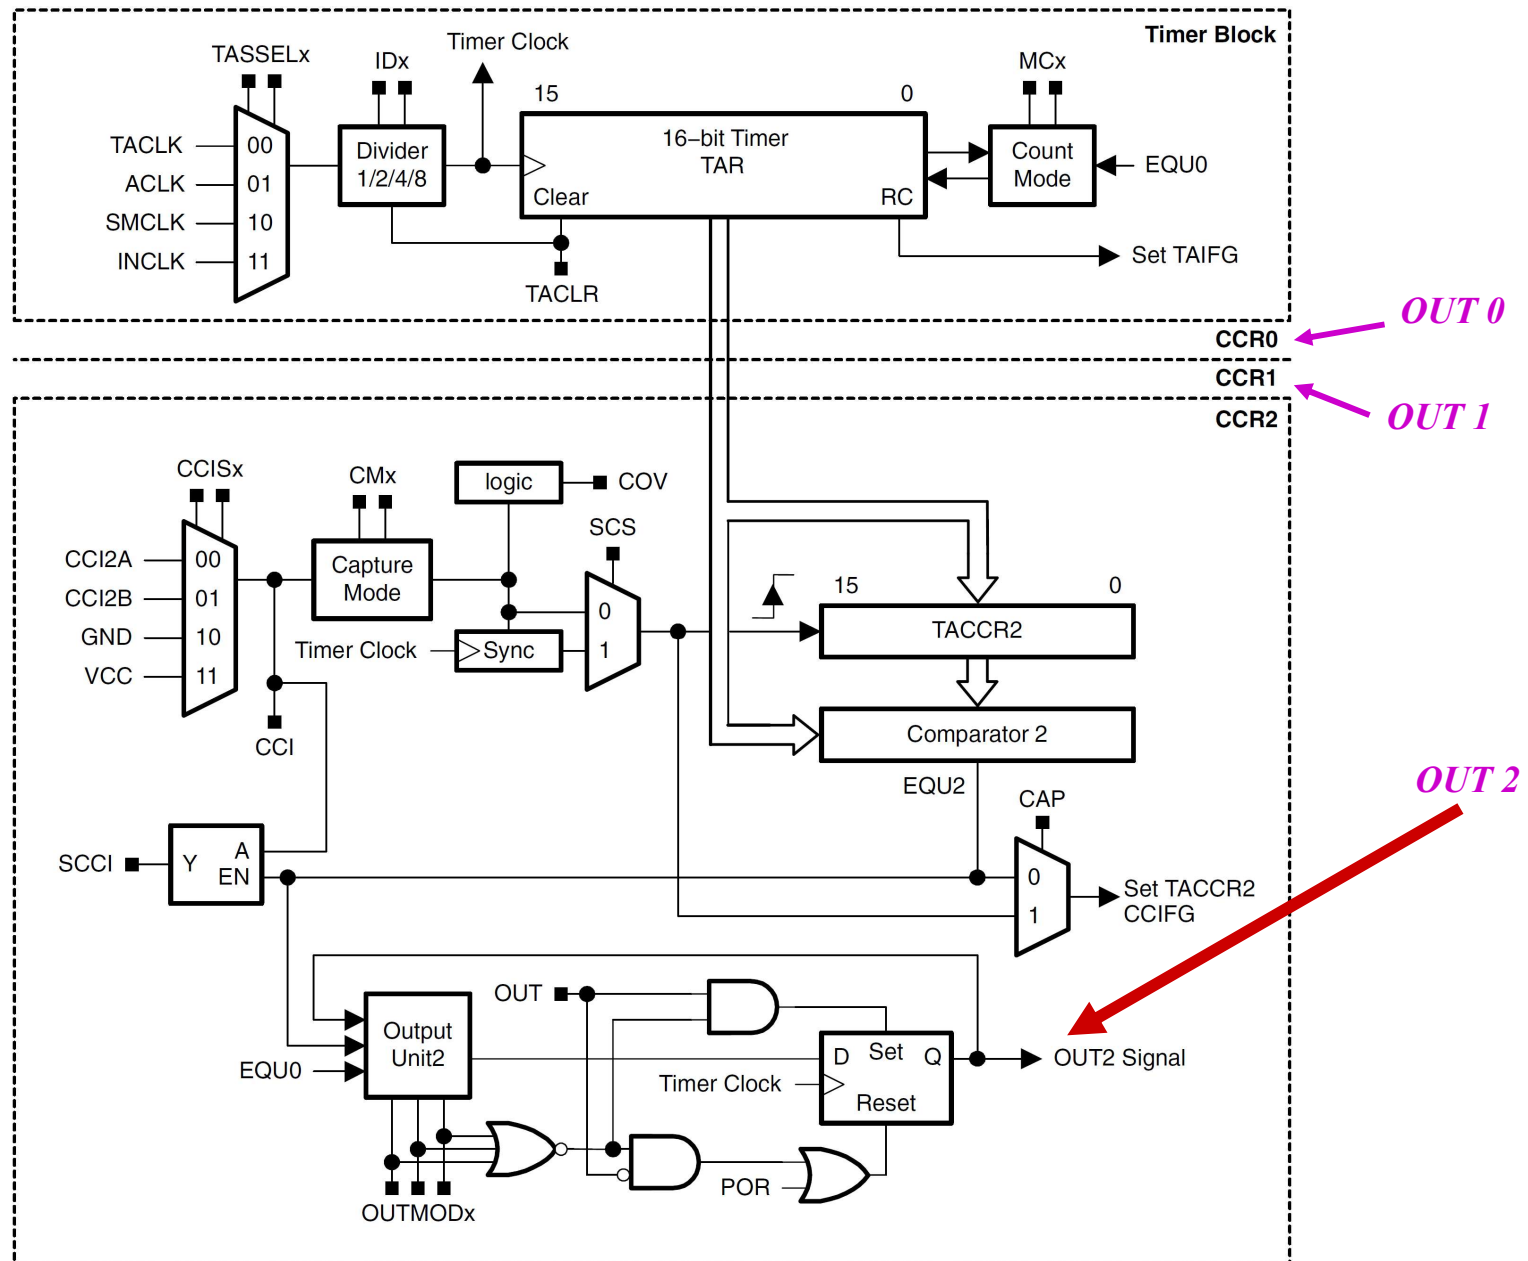 Timer Block
Timer Clock
TASSELx
IDx
MCx
15
0
TACLK
ACLK
SMCLK
INCLK
00
01
10
11
Divider
1/2/4/8
16−bit Timer
TAR
Clear
RC
Count
Mode
EQU0
Set TAIFG
TACLR
OUT 0
CCR0
CCR1
OUT 1
CCR2
CCISx
CMx
logic
COV
SCS
CCI2A
CCI2B
GND
VCC
00
01
10
11
Capture
Mode
Timer Clock
Sync
0
1
15
0
TACCR2
CCI
Comparator 2
EQU2
OUT 2
CAP
SCCI
Y
A
EN
0
1
Set TACCR2
CCIFG
OUT
Output
Unit2
EQU0
D
Set
Q
Timer Clock
Reset
OUT2 Signal
POR
OUTMODx